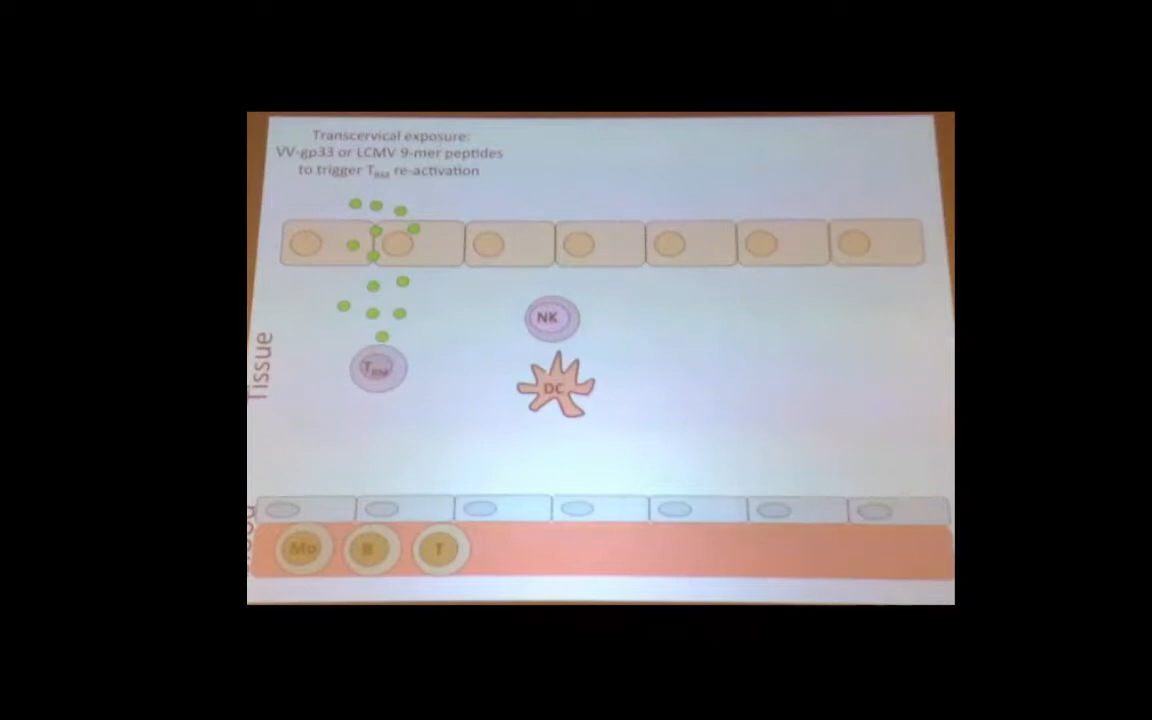 Transcervical exposure:
VV-gp33 or LCMV 9-mer peptides
to trigger TRM re-activation
NK
TRM
DC
Tissue
Mo
B
T